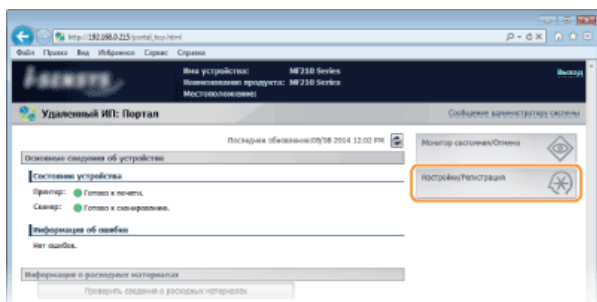 http://192.168.0.215/portal_top.html
Файл Правка Вид Избранное Сервис Справка
Имя устройства: MF210 Series
Наименование продукта: MF210 Series
Местоположение:
Выход
Удаленный ИП: Портал
Сообщение администратору системы
Последнее обновление:09/08 2014 12:02 PM
Монитор состояния/Отмена
Основные сведения об устройстве
Настройки/Регистрация
Состояние устройства
Принтер: Готово к печати.
Сканер: Готово к сканированию.
Информация об ошибке
Нет ошибок.
Информация о расходных материалах
Проверить сведения о расходных материалах